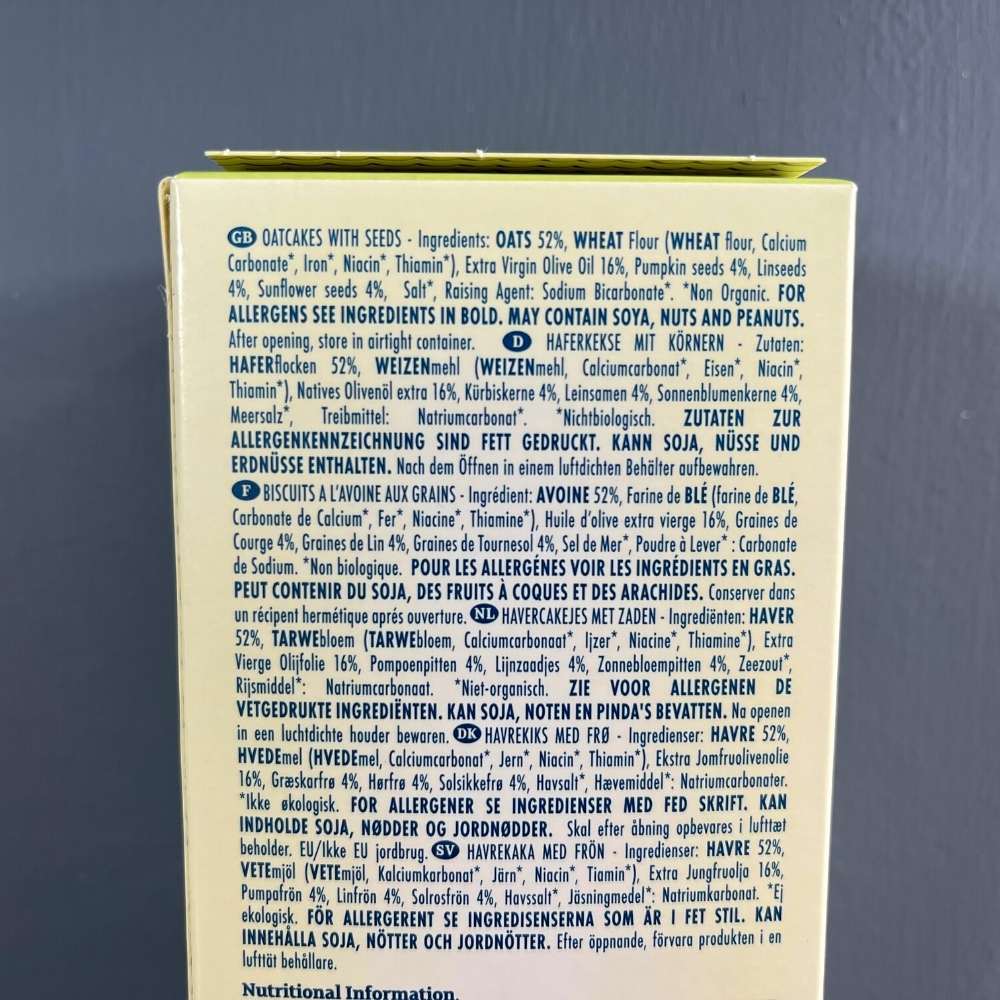 GB OATCAKES WITH SEEDS - Ingredients: OATS 52%, WHEAT Flour (WHEAT flour, Calcium
Carbonate*, Iron*, Niacin*, Thiamin*), Extra Virgin Olive Oil 16%, Pumpkin seeds 4%, Linseeds
4%, Sunflower seeds 4%, Salt*, Raising Agent: Sodium Bicarbonate*. *Non Organic. FOR
ALLERGENS SEE INGREDIENTS IN BOLD. MAY CONTAIN SOYA, NUTS AND PEANUTS.
After opening, store in airtight container. D HAFERKEKSE MIT KÖRNERN - Zutaten:
HAFERflocken 52%, WEIZENmehl (WEIZENmehl, Calciumcarbonat*, Eisen*, Niacin*,
Thiamin*), Natives Olivenöl extra 16%, Kürbiskerne 4%, Leinsamen 4%, Sonnenblumenkerne 4%,
Meersalz*, Treibmittel: Natriumcarbonat*. *Nichtbiologisch. ZUTATEN ZUR
ALLERGENKENNZEICHNUNG SIND FETT GEDRUCKT. KANN SOJA, NÜSSE UND
ERDNÜSSE ENTHALTEN. Nach dem Öffnen in einem luftdichten Behälter aufbewahren.
F BISCUITS A L'AVOINE AUX GRAINS - Ingrédient: AVOINE 52%, Farine de BLÉ (farine de BLÉ,
Carbonate de Calcium*, Fer*, Niacine*, Thiamine*), Huile d'olive extra vierge 16%, Graines de
Courge 4%, Graines de Lin 4%, Graines de Tournesol 4%, Sel de Mer*, Poudre à Lever* : Carbonate
de Sodium. *Non biologique. POUR LES ALLERGÉNES VOIR LES INGRÉDIENTS EN GRAS.
PEUT CONTENIR DU SOJA, DES FRUITS À COQUES ET DES ARACHIDES. Conserver dans
un récipent hermétique aprés ouverture. NL HAVERCAKEJES MET ZADEN - Ingrediënten: HAVER
52%, TARWEbloem (TARWEbloem, Calciumcarbonaat*, Ijzer*, Niacine*, Thiamine*), Extra
Vierge Olijfolie 16%, Pompoenpitten 4%, Lijnzaadjes 4%, Zonnebloempitten 4%, Zeezout*,
Rijsmiddel*: Natriumcarbonaat. *Niet-organisch. ZIE VOOR ALLERGENEN DE
VETGEDRUKTE INGREDIËNTEN. KAN SOJA, NOTEN EN PINDA'S BEVATTEN. Na openen
in een luchtdichte houder bewaren. DK HAVREKIKS MED FRØ - Ingredienser: HAVRE 52%,
HVEDEmel (HVEDEmel, Calciumcarbonat*, Jern*, Niacin*, Thiamin*), Ekstra Jomfruolivenolie
16%, Græskarfrø 4%, Hørfrø 4%, Solsikkefrø 4%, Havsalt*, Hævemiddel*: Natriumcarbonater.
*Ikke økologisk. FOR ALLERGENER SE INGREDIENSER MED FED SKRIFT. KAN
INDHOLDE SOJA, NØDDER OG JORDNØDDER. Skal efter åbning opbevares i lufttæt
beholder. EU/Ikke EU jordbrug. SV HAVREKAKA MED FRÖN - Ingredienser: HAVRE 52%,
VETEmjöl (VETEmjöl, Kalciumkarbonat*, Järn*, Niacin*, Tiamin*), Extra Jungfruolja 16%,
Pumpafrön 4%, Linfrön 4%, Solrosfrön 4%, Havssalt*, Jäsningmedel*: Natriumkarbonat. *Ej
ekologisk. FÖR ALLERGERENT SE INGREDISENSERNA SOM ÄR I FET STIL. KAN
INNEHÅLLA SOJA, NÖTTER OCH JORDNÖTTER. Efter öppnande, förvara produkten i en
lufttät behållare.
Nutritional Information.